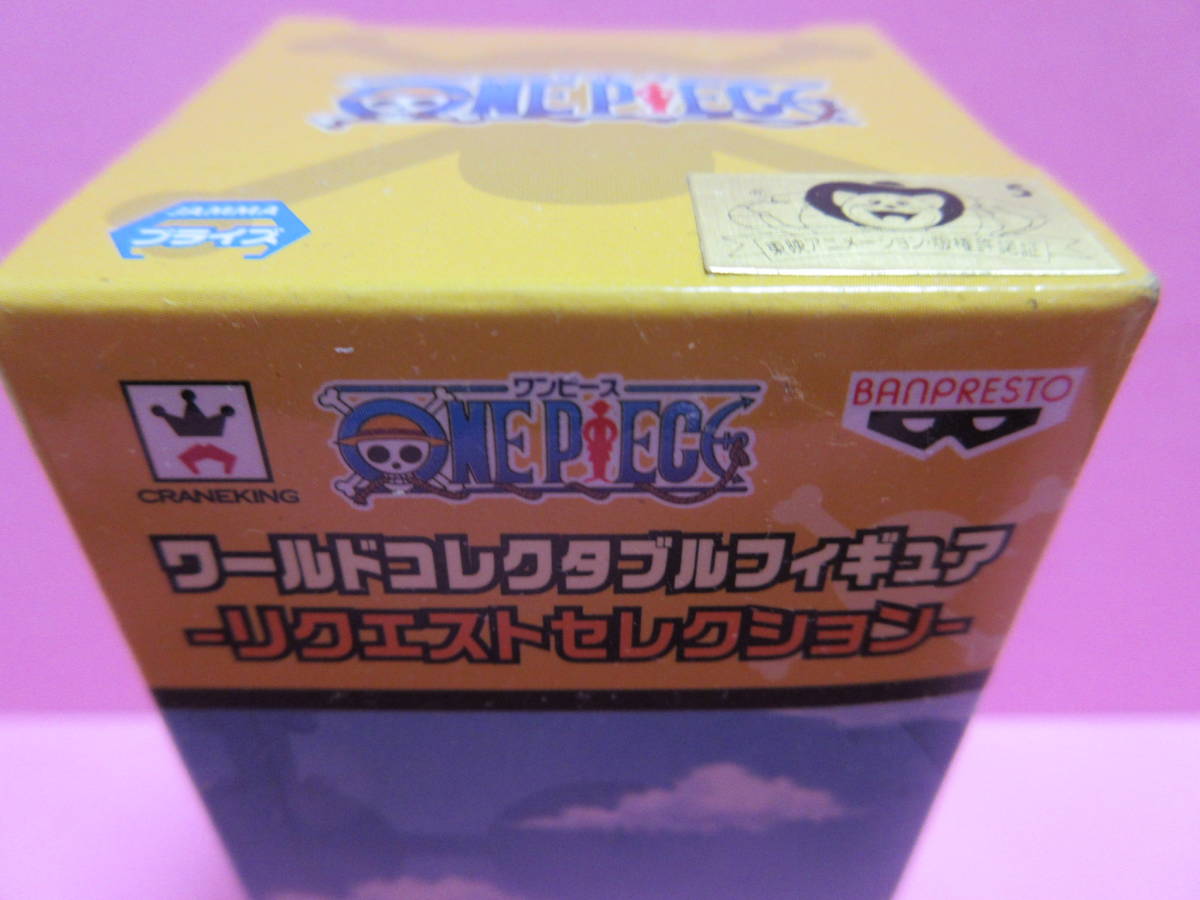 ONE PIECE
JAMMA
プライズ
東映アニメーション・版権許諾証
CRANEKING
ワンピース
ONE PIECE
BANPRESTO
ワールドコレクタブルフィギュア
-リクエストセレクション-